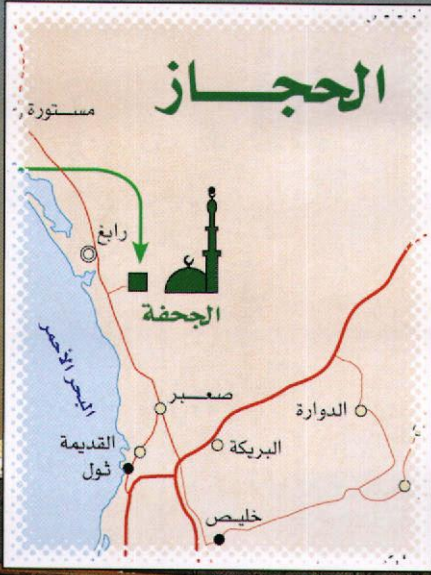 الحجاز
مستورة
رابغ
الجحفة
البحر الأحمر
صعبر
الدوارة
القديمة
البريكة
ثول
خليص